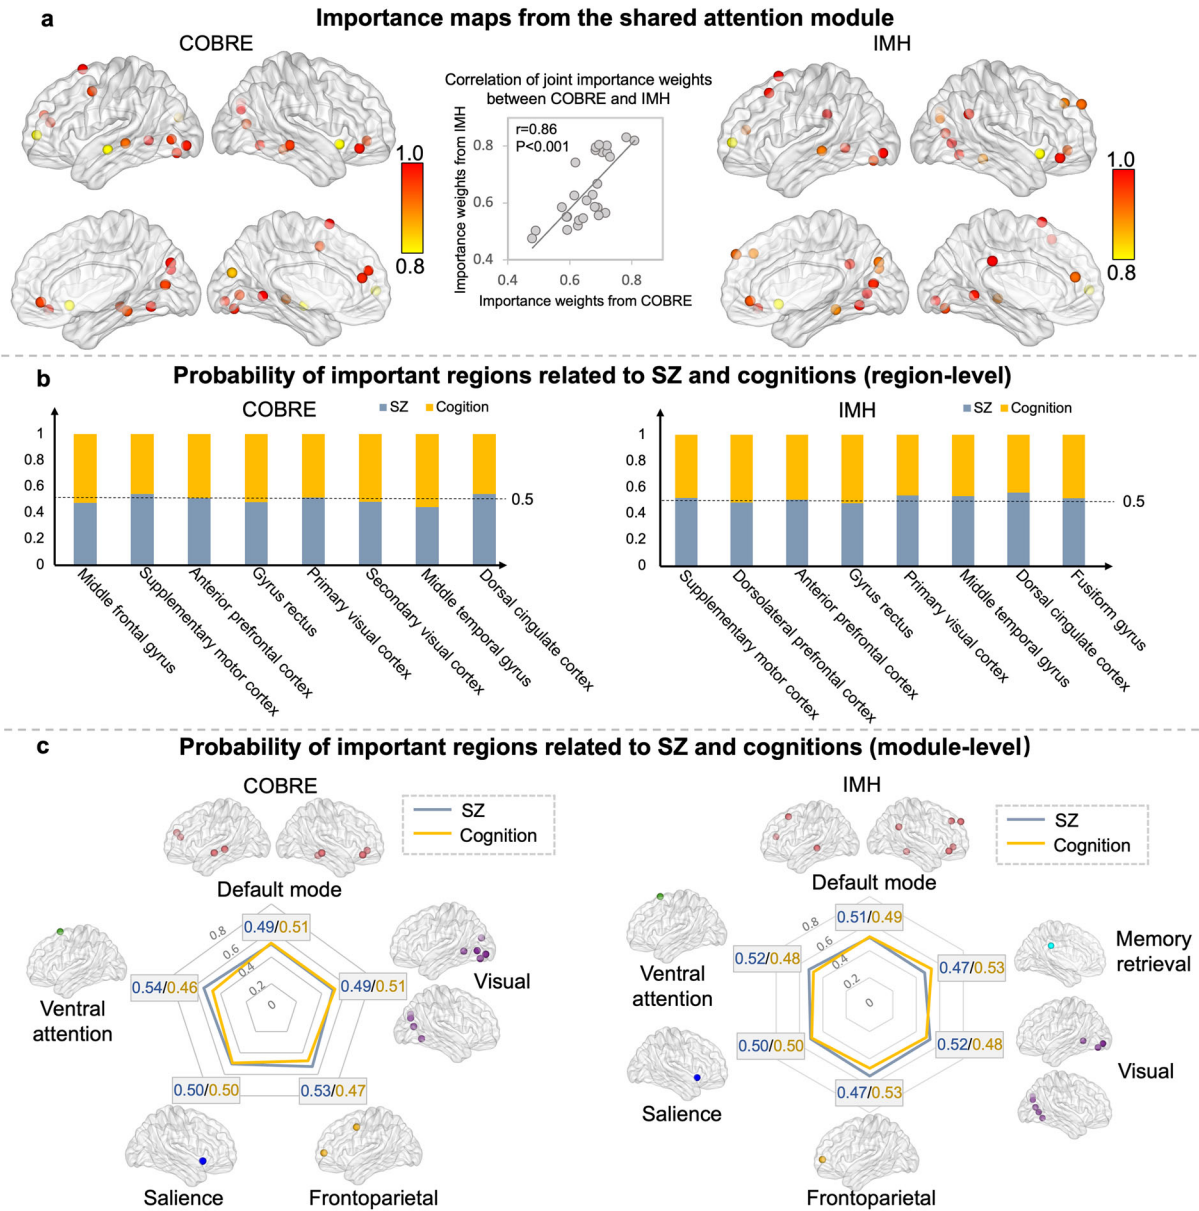 a
Importance maps from the shared attention module
COBRE
IMH
Correlation of joint importance weights
between COBRE and IMH
r=0.86
P<0.001
Importance weights from IMH
0.8
0.6
0.4
0.4
0.6
0.8
Importance weights from COBRE
1.0
0.8
1.0
0.8
b
Probability of important regions related to SZ and cognitions (region-level)
COBRE
SZ
Cogition
1
0.8
0.6
0.4
0.2
0
0.5
Middle frontal gyrus
Supplementary motor cortex
Anterior prefrontal cortex
Gyrus rectus
Primary visual cortex
Secondary visual cortex
Middle temporal gyrus
Dorsal cingulate cortex
IMH
SZ
Cognition
1
0.8
0.6
0.4
0.2
0
0.5
Supplementary motor cortex
Dorsolateral prefrontal cortex
Anterior prefrontal cortex
Gyrus rectus
Primary visual cortex
Middle temporal gyrus
Dorsal cingulate cortex
Fusiform gyrus
c
Probability of important regions related to SZ and cognitions (module-level)
COBRE
SZ
Cognition
Default mode
0.49/0.51
0.8
0.6
0.4
0.2
0
0.54/0.46
0.49/0.51
Ventral
attention
Visual
0.50/0.50
0.53/0.47
Salience
Frontoparietal
IMH
SZ
Cognition
Default mode
0.51/0.49
0.8
0.6
0.4
0.2
0
0.52/0.48
0.47/0.53
Ventral
attention
Memory
retrieval
0.50/0.50
0.52/0.48
Salience
Visual
0.47/0.53
Frontoparietal